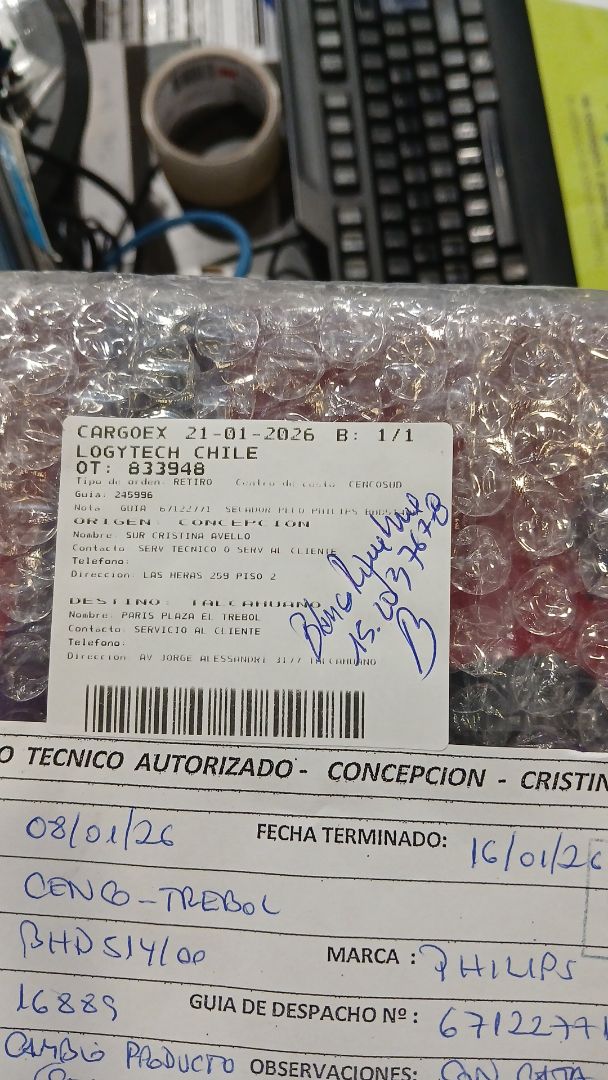 CARGOEX 21-01-2026 B: 1/1
LOGYTECH CHILE
OT: 833948
Tipo de orden: RETIRO Centro de costo CENCOSUD
Guia: 245996
Nota GUIA 67122771 SECADOR PELO PHILIPS
ORIGEN: CONCEPCION
Nombre: SUR CRISTINA AVELLO
Contacto: SERV TECNICO O SERV AL CLIENTE
Telefono:
Direccion: LAS HERAS 259 PISO 2
DESTINO: TALCAHUANO
Nombre: PARIS PLAZA EL TREBOL
Contacto: SERVICIO AL CLIENTE
Telefono:
Direccion: AV JORGE ALESSANDRI 3177 TALCAHUANO
O TECNICO AUTORIZADO - CONCEPCION - CRISTIN
08/01/26 FECHA TERMINADO: 16/01/26
CENCO-TREBOL
BHD514/00 MARCA : PHILIPS
16889 GUIA DE DESPACHO Nº : 67122771
CAMBIO PRODUCTO OBSERVACIONES: CON